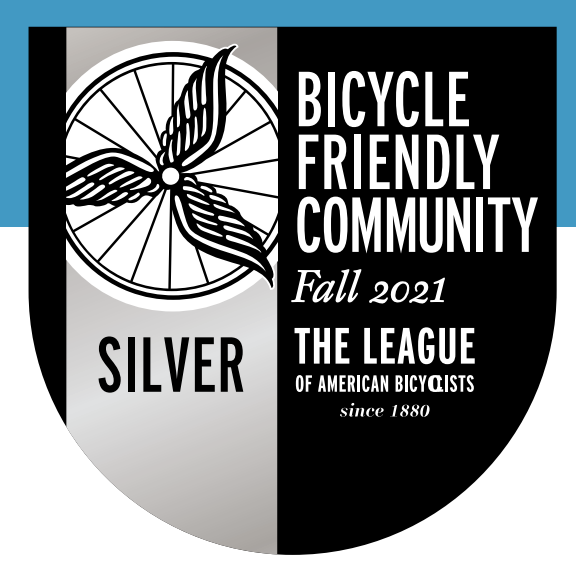 BICYCLE
FRIENDLY
COMMUNITY
Fall 2021
SILVER
THE LEAGUE
OF AMERICAN BICYCLISTS
since 1880